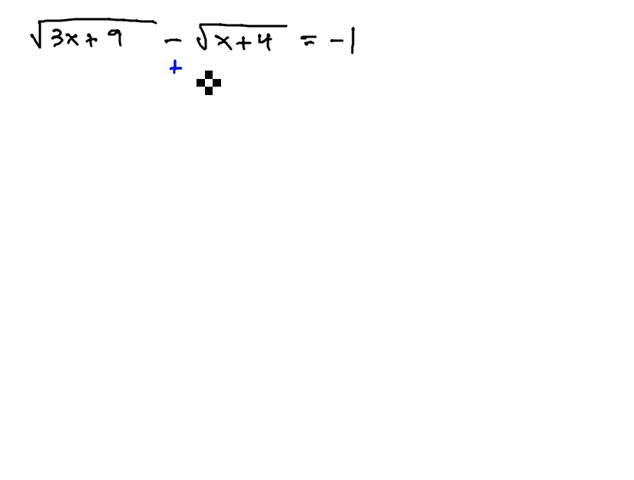 √3x+9 - √x+4 = -1
+